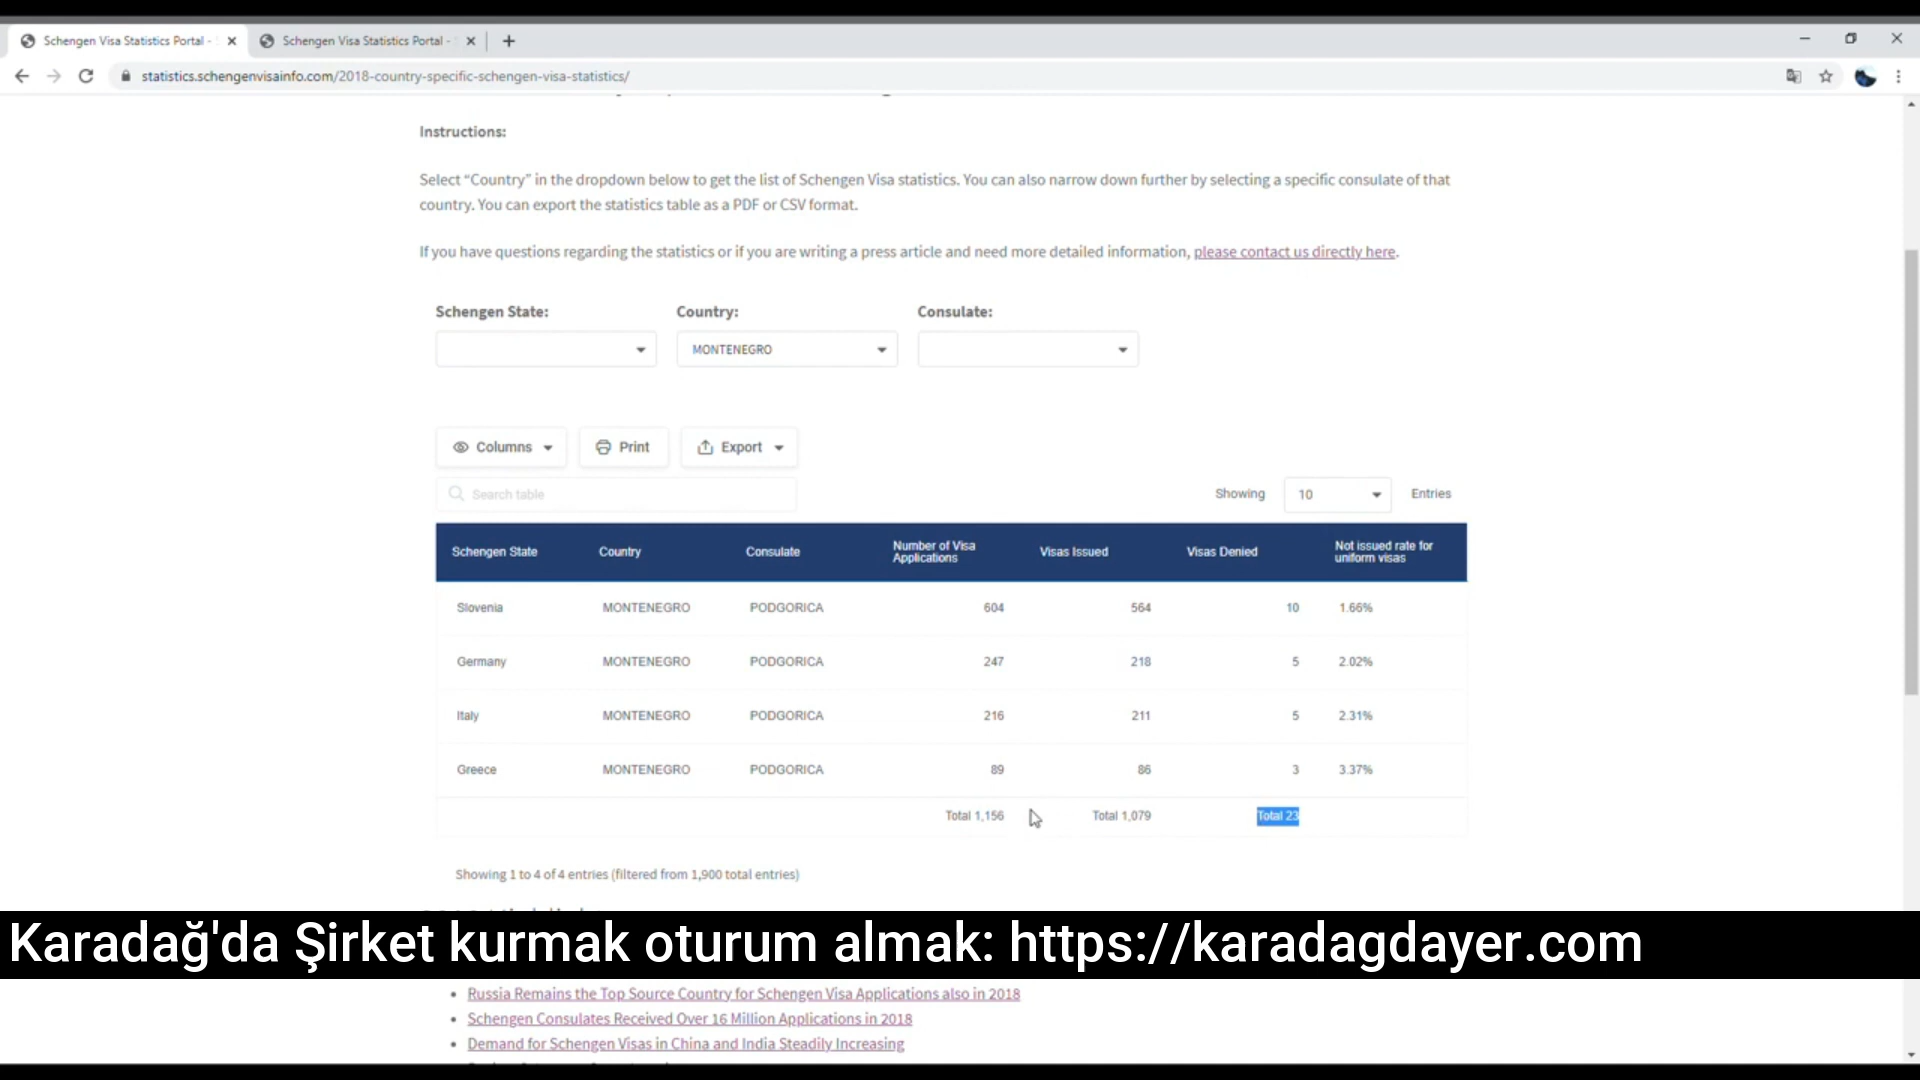 Schengen Visa Statistics Portal -
Schengen Visa Statistics Portal -
statistics.schengenvisainfo.com/2018-country-specific-schengen-visa-statistics/
Instructions:
Select “Country” in the dropdown below to get the list of Schengen Visa statistics. You can also narrow down further by selecting a specific consulate of that
country. You can export the statistics table as a PDF or CSV format.
If you have questions regarding the statistics or if you are writing a press article and need more detailed information, please contact us directly here.
Schengen State: Country: Consulate:
MONTENEGRO
Columns Print Export
Search table Showing 10 Entries
Schengen State Country Consulate Number of Visa Applications Visas Issued Visas Denied Not issued rate for uniform visas
Slovenia MONTENEGRO PODGORICA 604 564 10 1.66%
Germany MONTENEGRO PODGORICA 247 218 5 2.02%
Italy MONTENEGRO PODGORICA 216 211 5 2.31%
Greece MONTENEGRO PODGORICA 89 86 3 3.37%
Total 1,156 Total 1,079 Total 23
Showing 1 to 4 of 4 entries (filtered from 1,900 total entries)
Karadağ'da Şirket kurmak oturum almak: https://karadagdayer.com
Russia Remains the Top Source Country for Schengen Visa Applications also in 2018
Schengen Consulates Received Over 16 Million Applications in 2018
Demand for Schengen Visas in China and India Steadily Increasing